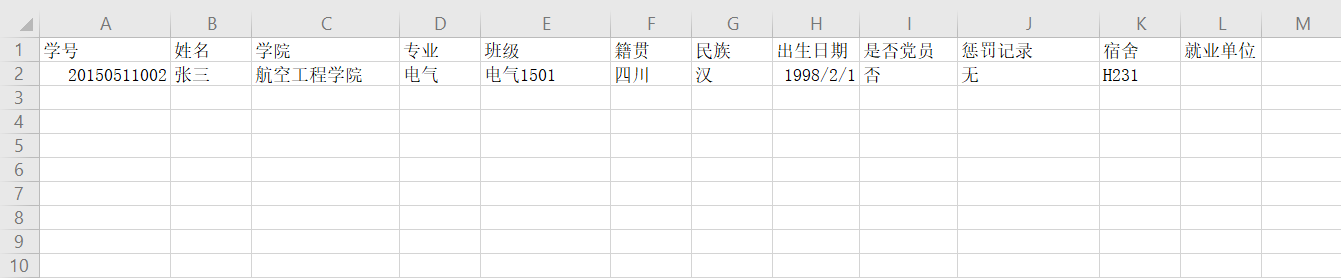 A B C D E F G H I J K L M
1 学号 姓名 学院 专业 班级 籍贯 民族 出生日期 是否党员 惩罚记录 宿舍 就业单位
2 20150511002 张三 航空工程学院 电气 电气1501 四川 汉 1998/2/1 否 无 H231
3
4
5
6
7
8
9
10